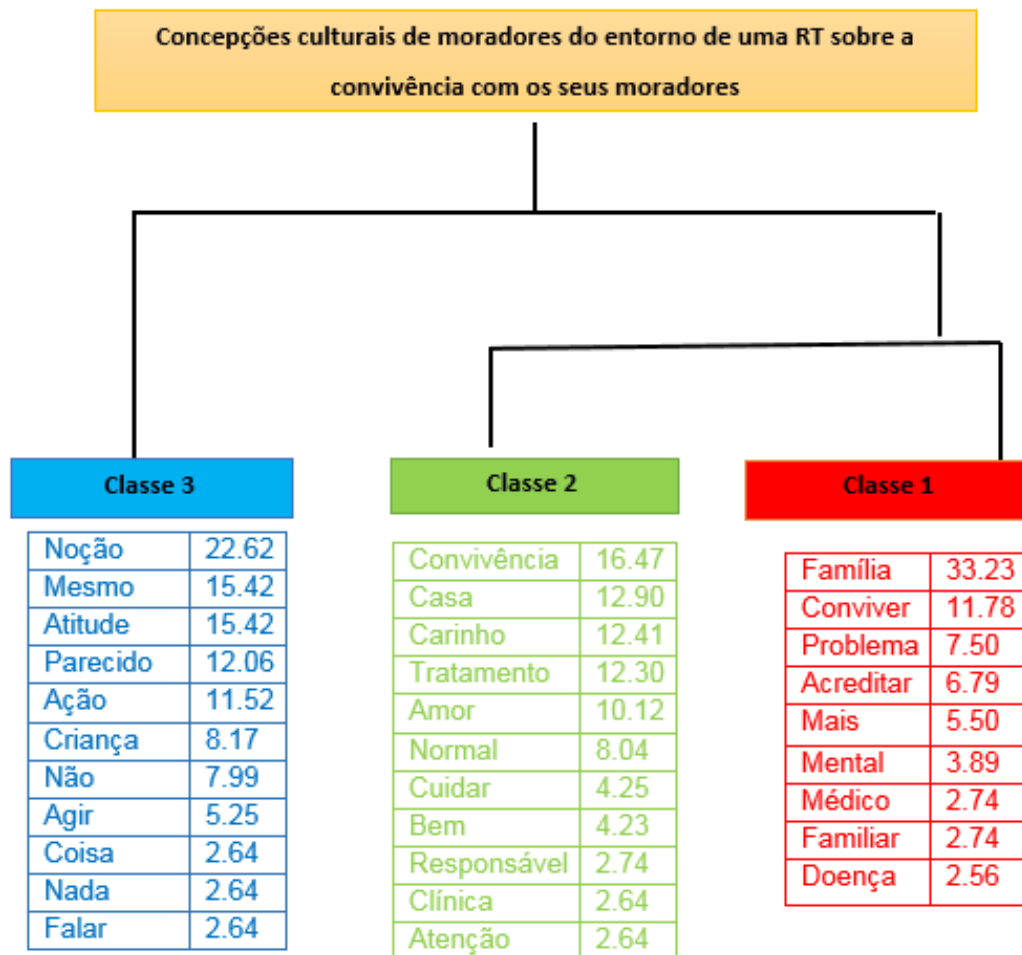 Concepções culturais de moradores do entorno de uma RT sobre a
convivência com os seus moradores
Classe 3
Noção 22.62
Mesmo 15.42
Atitude 15.42
Parecido 12.06
Ação 11.52
Criança 8.17
Não 7.99
Agir 5.25
Coisa 2.64
Nada 2.64
Falar 2.64
Classe 2
Convivência 16.47
Casa 12.90
Carinho 12.41
Tratamento 12.30
Amor 10.12
Normal 8.04
Cuidar 4.25
Bem 4.23
Responsável 2.74
Clínica 2.64
Atenção 2.64
Classe 1
Família 33.23
Conviver 11.78
Problema 7.50
Acreditar 6.79
Mais 5.50
Mental 3.89
Médico 2.74
Familiar 2.74
Doença 2.56